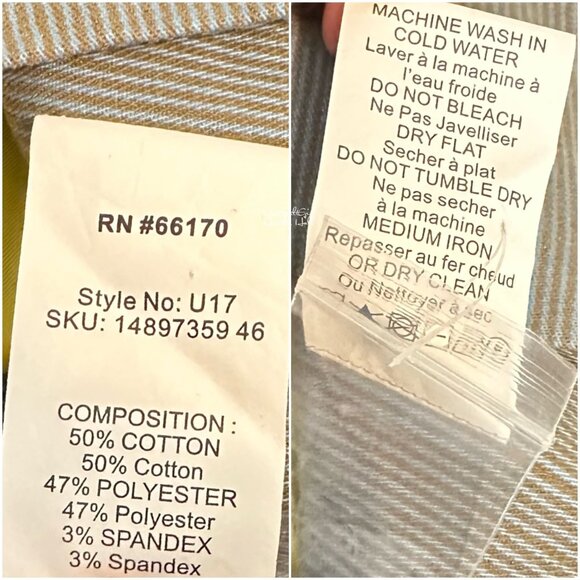 RN #66170
Style No: U17
SKU: 14897359 46
COMPOSITION :
50% COTTON
50% Cotton
47% POLYESTER
47% Polyester
3% SPANDEX
3% Spandex
MACHINE WASH IN
COLD WATER
Laver à la machine à
l'eau froide
DO NOT BLEACH
Ne Pas Javelliser
DRY FLAT
Secher à plat
DO NOT TUMBLE DRY
Ne pas secher
à la machine
MEDIUM IRON
Repasser au fer cheud
OR DRY CLEAN
Ou Nettoyer à sec